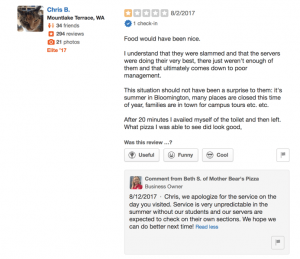 Chris B.
Mountlake Terrace, WA
34 friends
294 reviews
21 photos
Elite '17
8/2/2017
1 check-in
Food would have been nice.
I understand that they were slammed and that the servers
were doing their very best, there just weren't enough of
them and that ultimately comes down to poor
management.
This situation should not have been a surprise to them: it's
summer in Bloomington, many places are closed this time
of year, families are in town for campus tours etc. etc.
After 20 minutes I availed myself of the toilet and then left.
What pizza I was able to see did look good,
Was this review ...?
Useful
Funny
Cool
Comment from Beth S. of Mother Bear's Pizza
Business Owner
8/12/2017 · Chris, we apologize for the service on the
day you visited. Service is very unpredictable in the
summer without our students and our servers are
expected to check on their own sections. We hope we
can do better next time! Read less